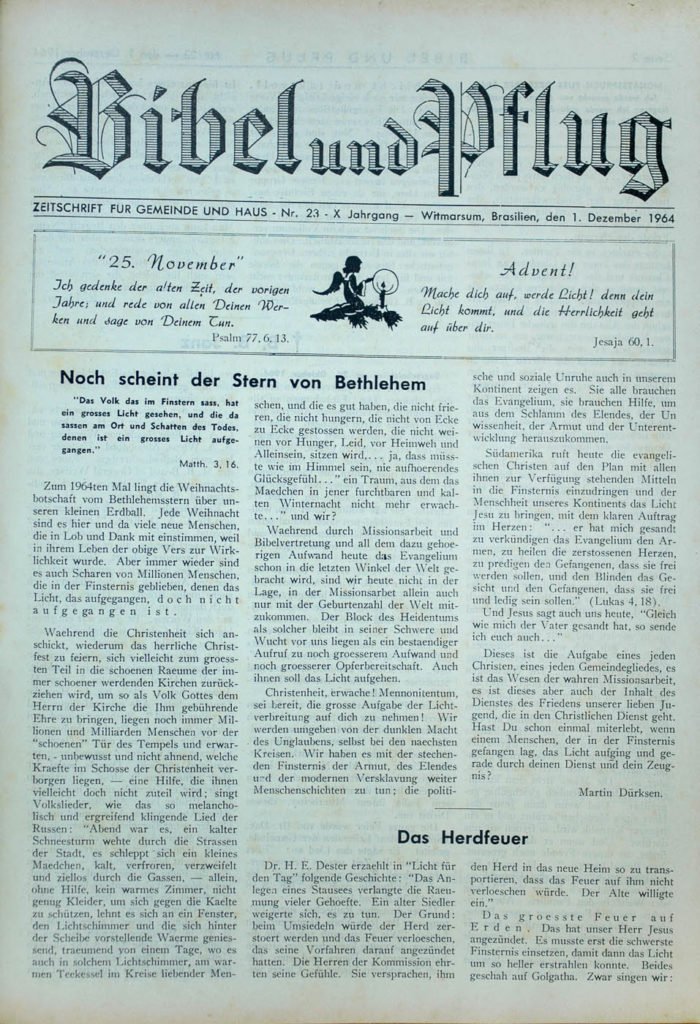 Bibel und Pflug
ZEITSCHRIFT FÜR GEMEINDE UND HAUS - Nr. 23 - X Jahrgang — Witmarsum, Brasilien, den 1. Dezember 1964
"25. November"
Ich gedenke der alten Zeit, der vorigen
Jahre; und rede von allen Deinen Wer-
ken und sage von Deinem Tun.
Psalm 77,6. 13.
Advent!
Mache dich auf, werde Licht! denn dein
Licht kommt, und die Herrlichkeit geht
auf über dir.
Jesaja 60, 1.
Noch scheint der Stern von Bethlehem
"Das Volk das im Finstern sass, hat
ein grosses Licht gesehen, und die da
sassen am Ort und Schatten des Todes,
denen ist ein grosses Licht aufge-
gangen."
Matth. 3, 16.
Zum 1964ten Mal lingt die Weihnachts-
botschaft vom Bethlehemsstern über un-
seren kleinen Erdball. Jede Weihnacht
sind es hier und da viele neue Menschen,
die in Lob und Dank mit einstimmen, weil
in ihrem Leben der obige Vers zur Wirk-
lichkeit wurde. Aber immer wieder sind
es auch Scharen von Millionen Menschen,
die in der Finsternis geblieben, denen das
Licht, das aufgegangen, doch nicht
aufgegangen ist.
Waehrend die Christenheit sich an-
schickt, wiederum das herrliche Christ-
fest zu feiern, sich vielleicht zum groess-
ten Teil in die schoenen Raeume der im-
mer schoener werdenden Kirchen zurück-
ziehen wird, um so als Volk Gottes dem
Herrn der Kirche die Ihm gebührende
Ehre zu bringen, liegen noch immer Mil-
lionen und Milliarden Menschen vor der
"schoenen" Tür des Tempels und erwar-
ten, - unbewusst und nicht ahnend, welche
Kraefte im Schosse der Christenheit ver-
borgen liegen, — eine Hilfe, die ihnen
vielleicht doch nicht zuteil wird; singt
Volkslieder, wie das so melancho-
lisch und ergreifend klingende Lied der
Russen: "Abend war es, ein kalter
Schneesturm wehte durch die Strassen
der Stadt, es schleppt sich ein kleines
Maedchen, kalt, verfroren, verzweifelt
und ziellos durch die Gassen, — allein,
ohne Hilfe, kein warmes Zimmer, nicht
genug Kleider, um sich gegen die Kaelte
zu schützen, lehnt es sich an ein Fenster,
den Lichtschimmer und die sich hinter
der Scheibe vorstellende Waerme genies-
send, traeumend von einem Tage, wo es
auch in solchem Lichtschimmer, am war-
men Teekessel im Kreise liebender Men-
schen, und die es gut haben, die nicht frie-
ren, die nicht hungern, die nicht von Ecke
zu Ecke gestossen werden, die nicht wei-
nen vor Hunger, Leid, vor Heimweh und
Alleinsein, sitzen wird,... ja, dass müss-
te wie im Himmel sein, nie aufhoerendes
Glücksgefühl..." ein Traum, aus dem das
Maedchen in jener furchtbaren und kal-
ten Winternacht nicht mehr erwach-
te..." und wir?
Waehrend durch Missionarbeit und
Bibelvertretung und all dem dazu gehoe-
rigen Aufwand heute das Evangelium
schon in die letzten Winkel der Welt ge-
bracht wird, sind wir heute nicht in der
Lage, in der Missionsarbet allein auch
nur mit der Geburtenzahl der Welt mit-
zukommen. Der Block des Heidentums
als solcher bleibt in seiner Schwere und
Wucht vor uns liegen als ein bestaendiger
Aufruf zu noch groesserem Aufwand und
noch groesserer Opferbereitschaft. Auch
ihnen soll das Licht aufgehen.
Christenheit, erwache! Mennonitentum,
sei bereit, die grosse Aufgabe der Licht-
verbreitung auf dich zu nehmen! Wir
werden umgeben von der dunklen Macht
des Unglaubens, selbst bei den naechsten
Kreisen. Wir haben es mit der stechen-
den Finsternis der Armut, des Elendes
und der modernen Versklavung weiter
Menschenschichten zu tun; die politi-
sche und soziale Unruhe auch in unserem
Kontinent zeigen es. Sie alle brauchen
das Evangelium, sie brauchen Hilfe, um
aus dem Schlamm des Elendes, der Un
wissenheit, der Armut und der Unterent-
wicklung herauszukommen.
Südamerika ruft heute die evangeli-
schen Christen auf den Plan mit allen
ihnen zur Verfügung stehenden Mitteln
in die Finsternis einzudringen und der
Menschheit unseres Kontinents das Licht
Jesu zu bringen, mit dem klaren Auftrag
im Herzen: "... er hat mich gesandt
zu verkündigen das Evangelium den Ar-
men, zu heilen die zerstossenen Herzen,
zu predigen den Gefangenen, dass sie frei
werden sollen, und den Blinden das Ge-
sicht und den Gefangenen, dass sie frei
und ledig sein sollen." (Lukas 4, 18).
Und Jesus sagt auch uns heute, "Gleich
wie mich der Vater gesandt hat, so sende
ich euch auch..."
Dieses ist die Aufgabe eines jeden
Christen, eines jeden Gemeindegliedes, es
ist das Wesen der wahren Missionsarbeit,
es ist dieses aber auch der Inhalt des
Dienstes des Friedens unserer lieben Ju-
gend, die in den Christlichen Dienst geht.
Hast Du schon einmal miterlebt, wenn
einem Menschen, der in der Finsternis
gefangen lag, das Licht aufging und ge-
rade durch deinen Dienst und dein Zeug-
nis?
Martin Dürksen.
Das Herdfeuer
Dr. H. E. Dester erzaehlt in "Licht für
den Tag" folgende Geschichte: "Das An-
legen eines Stausees verlangte die Raeu-
mung vieler Gehoefte. Ein alter Siedler
weigerte sich, es zu tun. Der Grund:
beim Umsiedeln würde der Herd zer-
stoert werden und das Feuer verloeschen,
das seine Vorfahren darauf angezündet
hatten. Die Herren der Kommission ehr-
ten seine Gefühle. Sie versprachen, ihm
den Herd in das neue Heim so zu trans-
portieren, dass das Feuer auf ihm nicht
verloeschen würde. Der Alte willigte
ein."
Das groesste Feuer auf
Erden. Das hat unser Herr Jesus
angezündet. Es musste erst die schwerste
Finsternis einsetzen, damit dann das Licht
um so heller erstrahlen konnte. Beides
geschah auf Golgatha. Zwar singen wir: